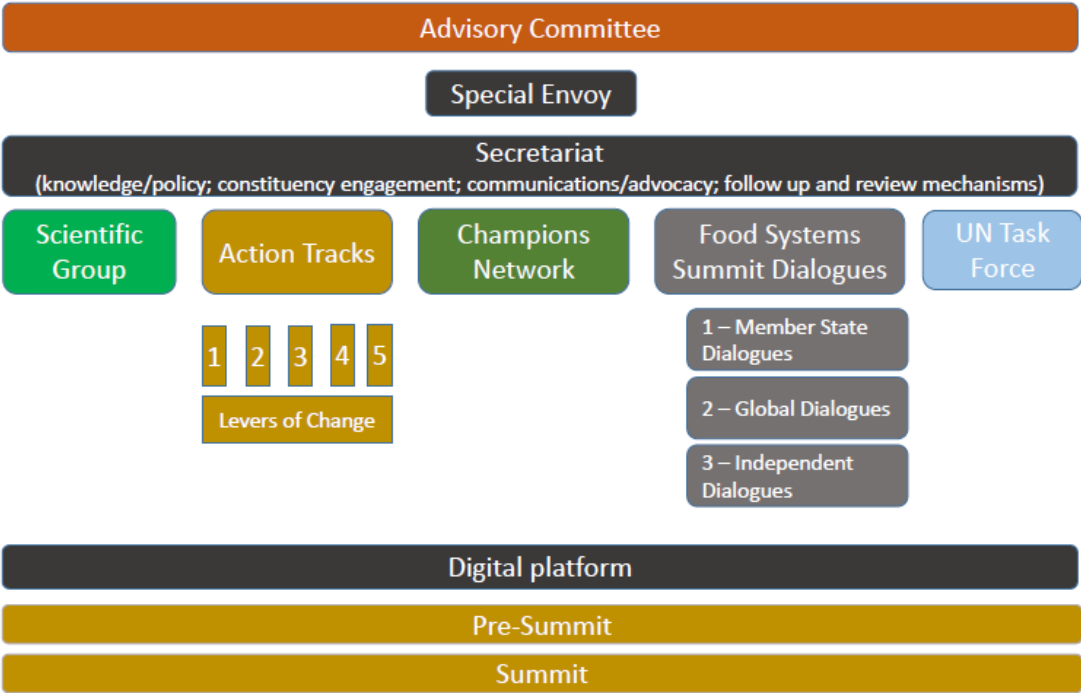 Advisory Committee
Special Envoy
Secretariat
(knowledge/policy; constituency engagement; communications/advocacy; follow up and review mechanisms)
Scientific
Group
Action Tracks
Champions
Network
Food Systems
Summit Dialogues
UN Task
Force
1
2
3
4
5
Levers of Change
1 – Member State
Dialogues
2 – Global Dialogues
3 – Independent
Dialogues
Digital platform
Pre-Summit
Summit